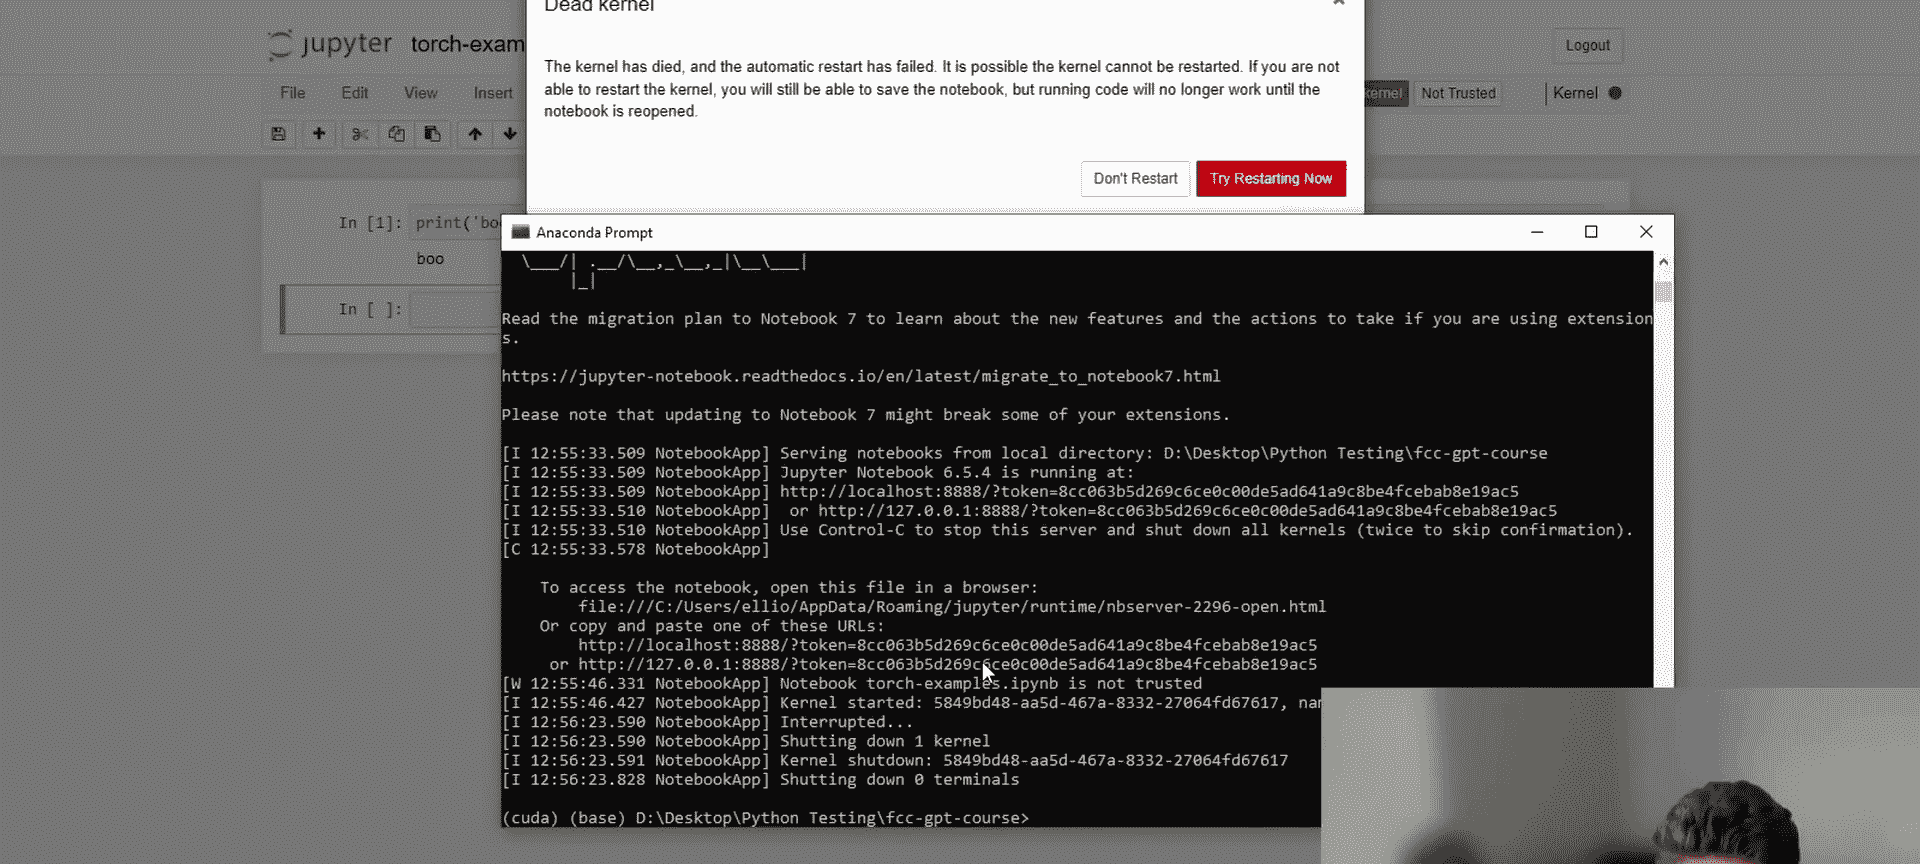 Dead kernel
jupyter torch-exam
Logout
The kernel has died, and the automatic restart has failed. It is possible the kernel cannot be restarted. If you are not
able to restart the kernel, you will still be able to save the notebook, but running code will no longer work until the
notebook is reopened.
File Edit View Insert
kernel Not Trusted Kernel
Don't Restart Try Restarting Now
In [1]: print('boo
boo
In [ ]:
Anaconda Prompt
\___/| .__/\__,_\__,_|\__\___|
|_|
Read the migration plan to Notebook 7 to learn about the new features and the actions to take if you are using extension
s.
https://jupyter-notebook.readthedocs.io/en/latest/migrate_to_notebook7.html
Please note that updating to Notebook 7 might break some of your extensions.
[I 12:55:33.509 NotebookApp] Serving notebooks from local directory: D:\Desktop\Python Testing\fcc-gpt-course
[I 12:55:33.509 NotebookApp] Jupyter Notebook 6.5.4 is running at:
[I 12:55:33.509 NotebookApp] http://localhost:8888/?token=8cc063b5d269c6ce0c00de5ad641a9c8be4fcebab8e19ac5
[I 12:55:33.510 NotebookApp]  or http://127.0.0.1:8888/?token=8cc063b5d269c6ce0c00de5ad641a9c8be4fcebab8e19ac5
[I 12:55:33.510 NotebookApp] Use Control-C to stop this server and shut down all kernels (twice to skip confirmation).
[C 12:55:33.578 NotebookApp]
To access the notebook, open this file in a browser:
file:///C:/Users/ellio/AppData/Roaming/jupyter/runtime/nbserver-2296-open.html
Or copy and paste one of these URLs:
http://localhost:8888/?token=8cc063b5d269c6ce0c00de5ad641a9c8be4fcebab8e19ac5
or http://127.0.0.1:8888/?token=8cc063b5d269c6ce0c00de5ad641a9c8be4fcebab8e19ac5
[W 12:55:46.331 NotebookApp] Notebook torch-examples.ipynb is not trusted
[I 12:55:46.427 NotebookApp] Kernel started: 5849bd48-aa5d-467a-8332-27064fd67617, nam
[I 12:56:23.590 NotebookApp] Interrupted...
[I 12:56:23.590 NotebookApp] Shutting down 1 kernel
[I 12:56:23.591 NotebookApp] Kernel shutdown: 5849bd48-aa5d-467a-8332-27064fd67617
[I 12:56:23.828 NotebookApp] Shutting down 0 terminals
(cuda) (base) D:\Desktop\Python Testing\fcc-gpt-course>